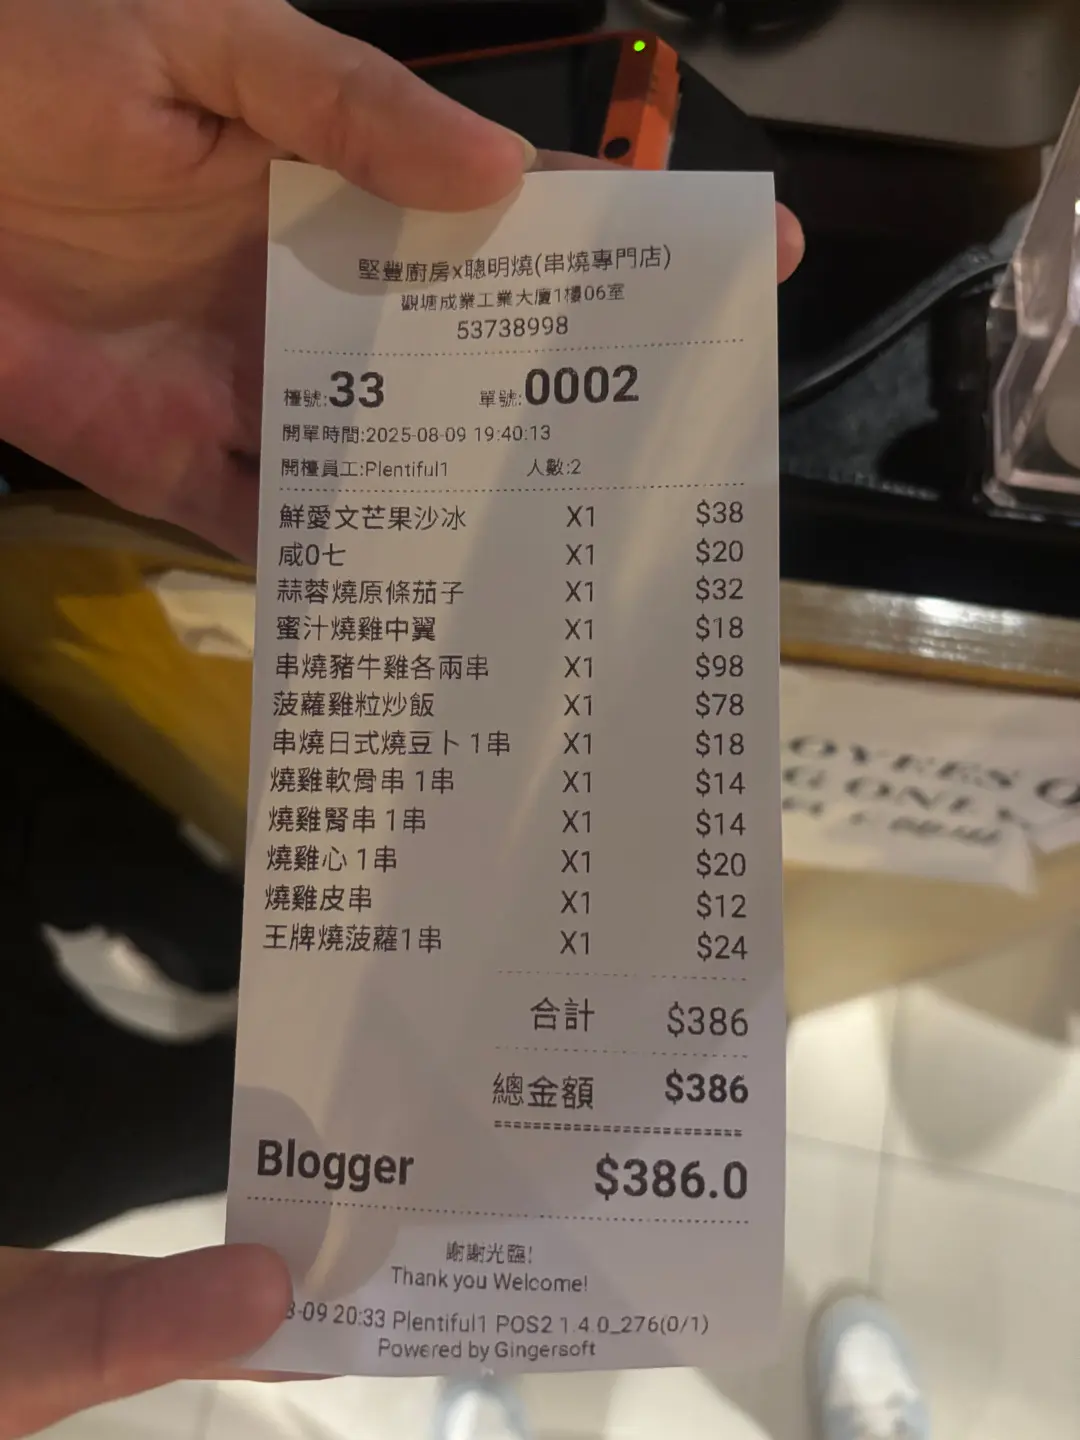 堅豐廚房x聰明燒(串燒專門店)
觀塘成業工業大廈1樓06室
53738998
檯號:33 單號:0002
開單時間:2025-08-09 19:40:13
開檯員工:Plentiful1 人數:2
鮮愛文芒果沙冰 X1 $38
咸0七 X1 $20
蒜蓉燒原條茄子 X1 $32
蜜汁燒雞中翼 X1 $18
串燒豬牛雞各兩串 X1 $98
菠蘿雞粒炒飯 X1 $78
串燒日式燒豆卜 1串 X1 $18
燒雞軟骨串 1串 X1 $14
燒雞腎串 1串 X1 $14
燒雞心 1串 X1 $20
燒雞皮串 X1 $12
王牌燒菠蘿1串 X1 $24
合計 $386
總金額 $386
Blogger $386.0
謝謝光臨!
Thank you Welcome!
-09 20:33 Plentiful1 POS2 1.4.0_276(0/1)
Powered by Gingersoft
OYEES O
G ONLY